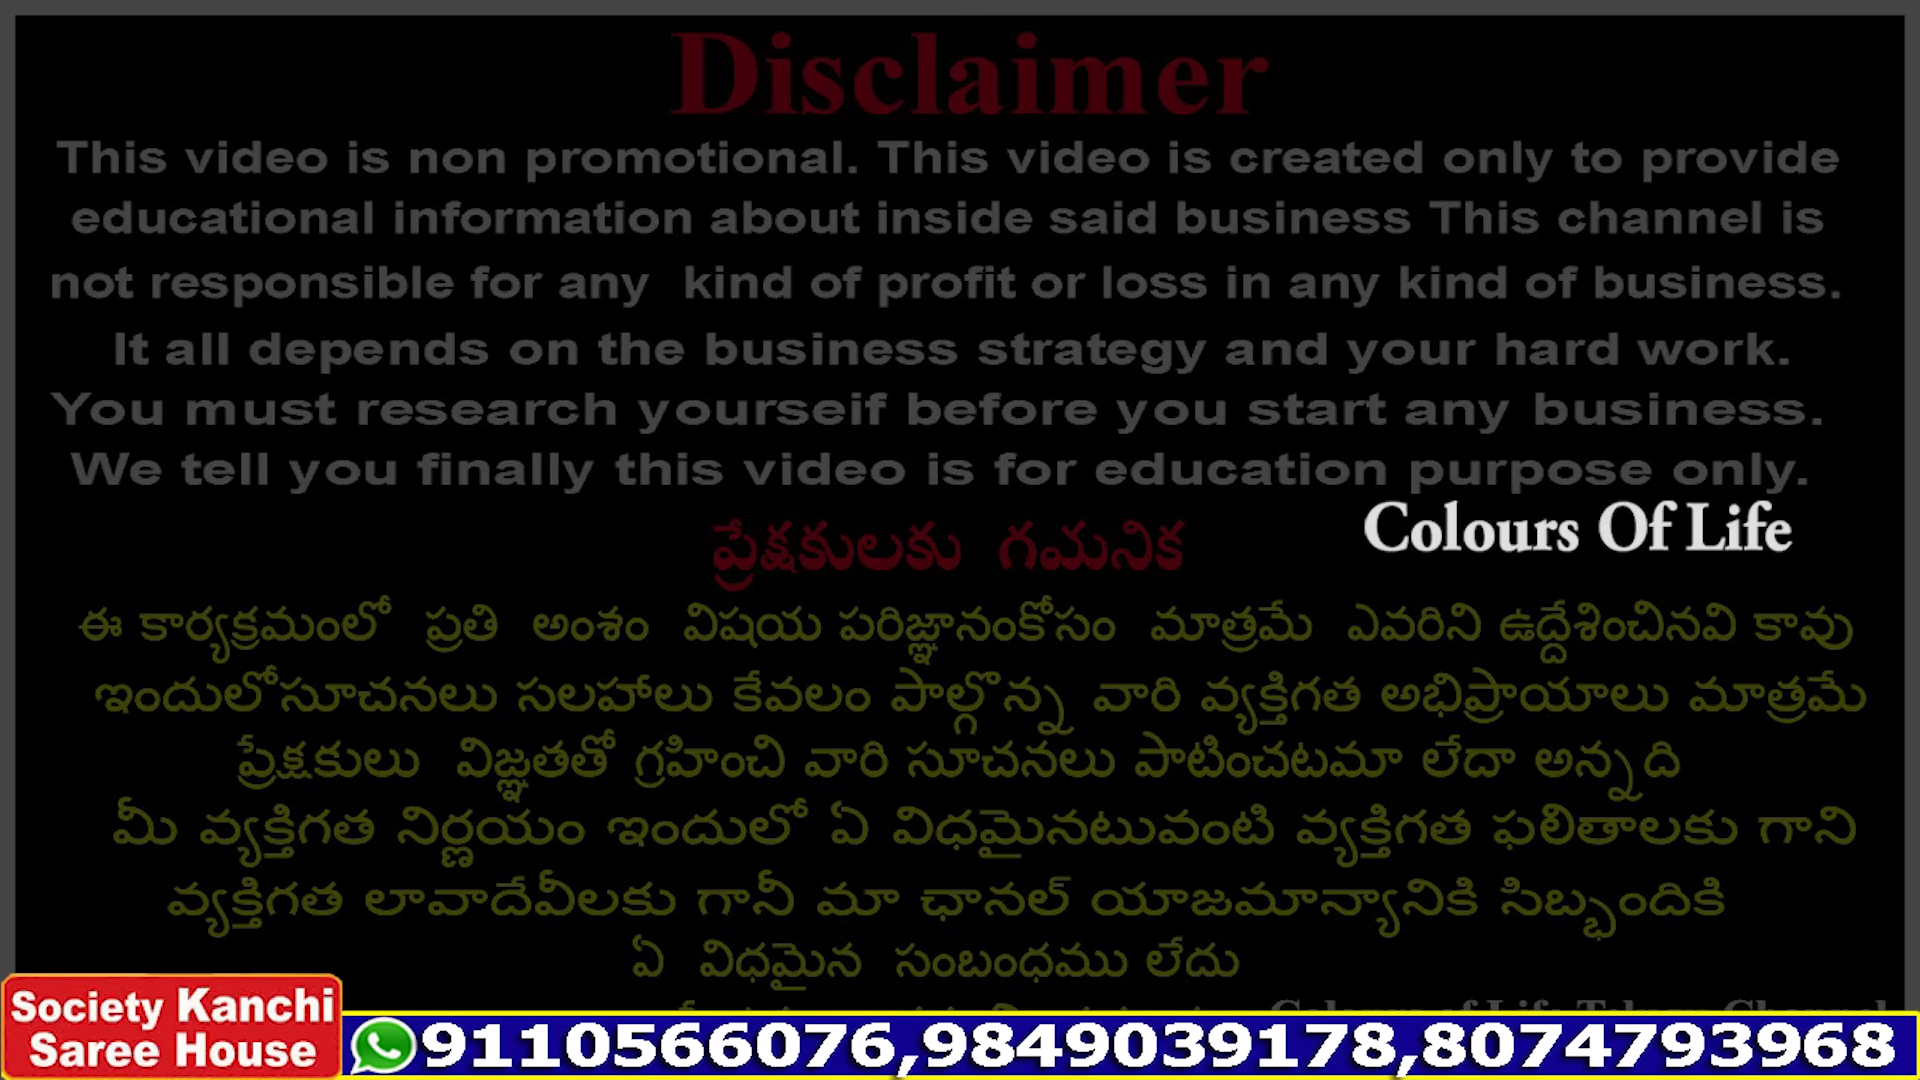 Disclaimer
This video is non promotional. This video is created only to provide
educational information about inside said business This channel is
not responsible for any kind of profit or loss in any kind of business.
It all depends on the business strategy and your hard work.
You must research yourseif before you start any business.
We tell you finally this video is for education purpose only.
Colours Of Life
ప్రేక్షకులకు గమనిక
ఈ కార్యక్రమంలో ప్రతి అంశం విషయ పరిజ్ఞానంకోసం మాత్రమే ఎవరిని ఉద్దేశించినవి కావు
ఇందులోసూచనలు సలహాలు కేవలం పాల్గొన్న వారి వ్యక్తిగత అభిప్రాయాలు మాత్రమే
ప్రేక్షకులు విజ్ఞతతో గ్రహించి వారి సూచనలు పాటించటమా లేదా అన్నది
మీ వ్యక్తిగత నిర్ణయం ఇందులో ఏ విధమైనటువంటి వ్యక్తిగత ఫలితాలకు గాని
వ్యక్తిగత లావాదేవీలకు గానీ మా ఛానల్ యాజమాన్యానికి సిబ్బందికి
ఏ విధమైన సంబంధము లేదు
Society Kanchi
Saree House
9110566076,9849039178,8074793968